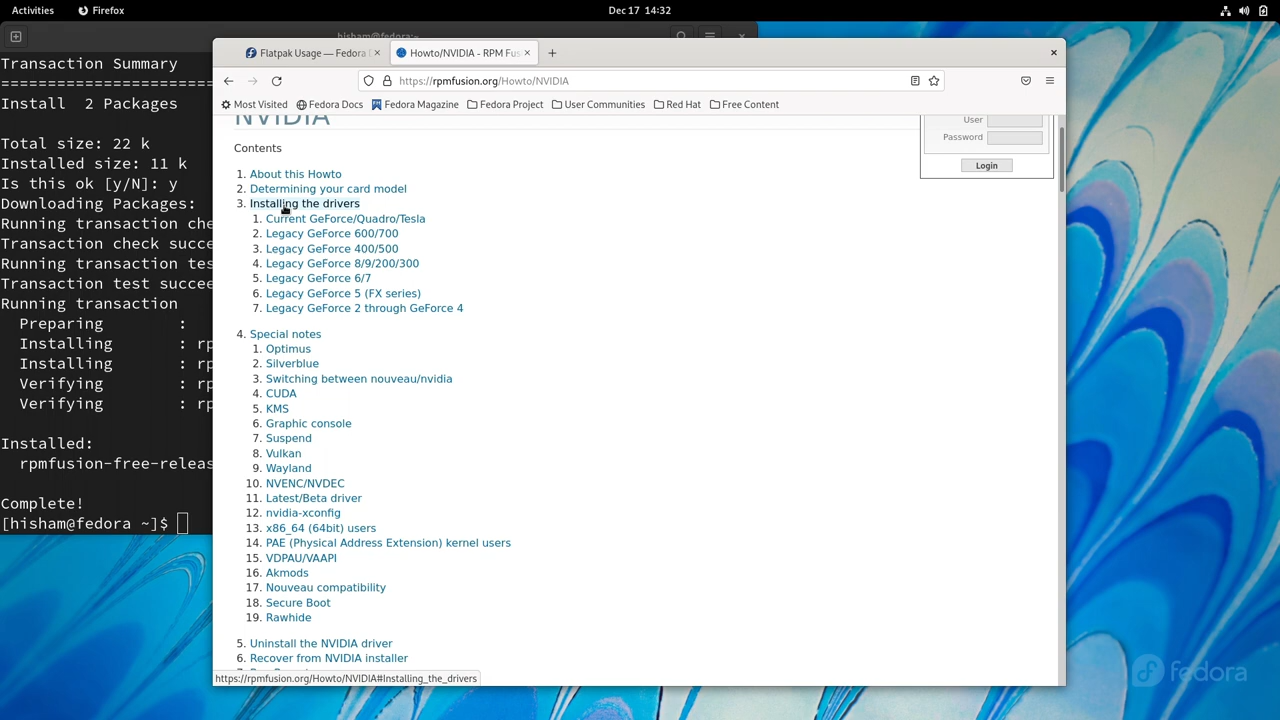 Activities
Firefox
Dec 17 14:32
hisham@fedora:~
Transaction Summary
Install 2 Packages
Total size: 22 k
Installed size: 11 k
Is this ok [y/N]: y
Downloading Packages:
Running transaction che
Transaction check succe
Running transaction tes
Transaction test succee
Running transaction
Preparing :
Installing : rp
Installing : rp
Verifying : rp
Verifying : rp
Installed:
rpmfusion-free-releas
Complete!
[hisham@fedora ~]$
Flatpak Usage — Fedora
Howto/NVIDIA - RPM Fus
https://rpmfusion.org/Howto/NVIDIA
Most Visited
Fedora Docs
Fedora Magazine
Fedora Project
User Communities
Red Hat
Free Content
NVIDIA
User
Password
Login
Contents
1. About this Howto
2. Determining your card model
3. Installing the drivers
1. Current GeForce/Quadro/Tesla
2. Legacy GeForce 600/700
3. Legacy GeForce 400/500
4. Legacy GeForce 8/9/200/300
5. Legacy GeForce 6/7
6. Legacy GeForce 5 (FX series)
7. Legacy GeForce 2 through GeForce 4
4. Special notes
1. Optimus
2. Silverblue
3. Switching between nouveau/nvidia
4. CUDA
5. KMS
6. Graphic console
7. Suspend
8. Vulkan
9. Wayland
10. NVENC/NVDEC
11. Latest/Beta driver
12. nvidia-xconfig
13. x86_64 (64bit) users
14. PAE (Physical Address Extension) kernel users
15. VDPAU/VAAPI
16. Akmods
17. Nouveau compatibility
18. Secure Boot
19. Rawhide
5. Uninstall the NVIDIA driver
6. Recover from NVIDIA installer
https://rpmfusion.org/Howto/NVIDIA#Installing_the_drivers
fedora